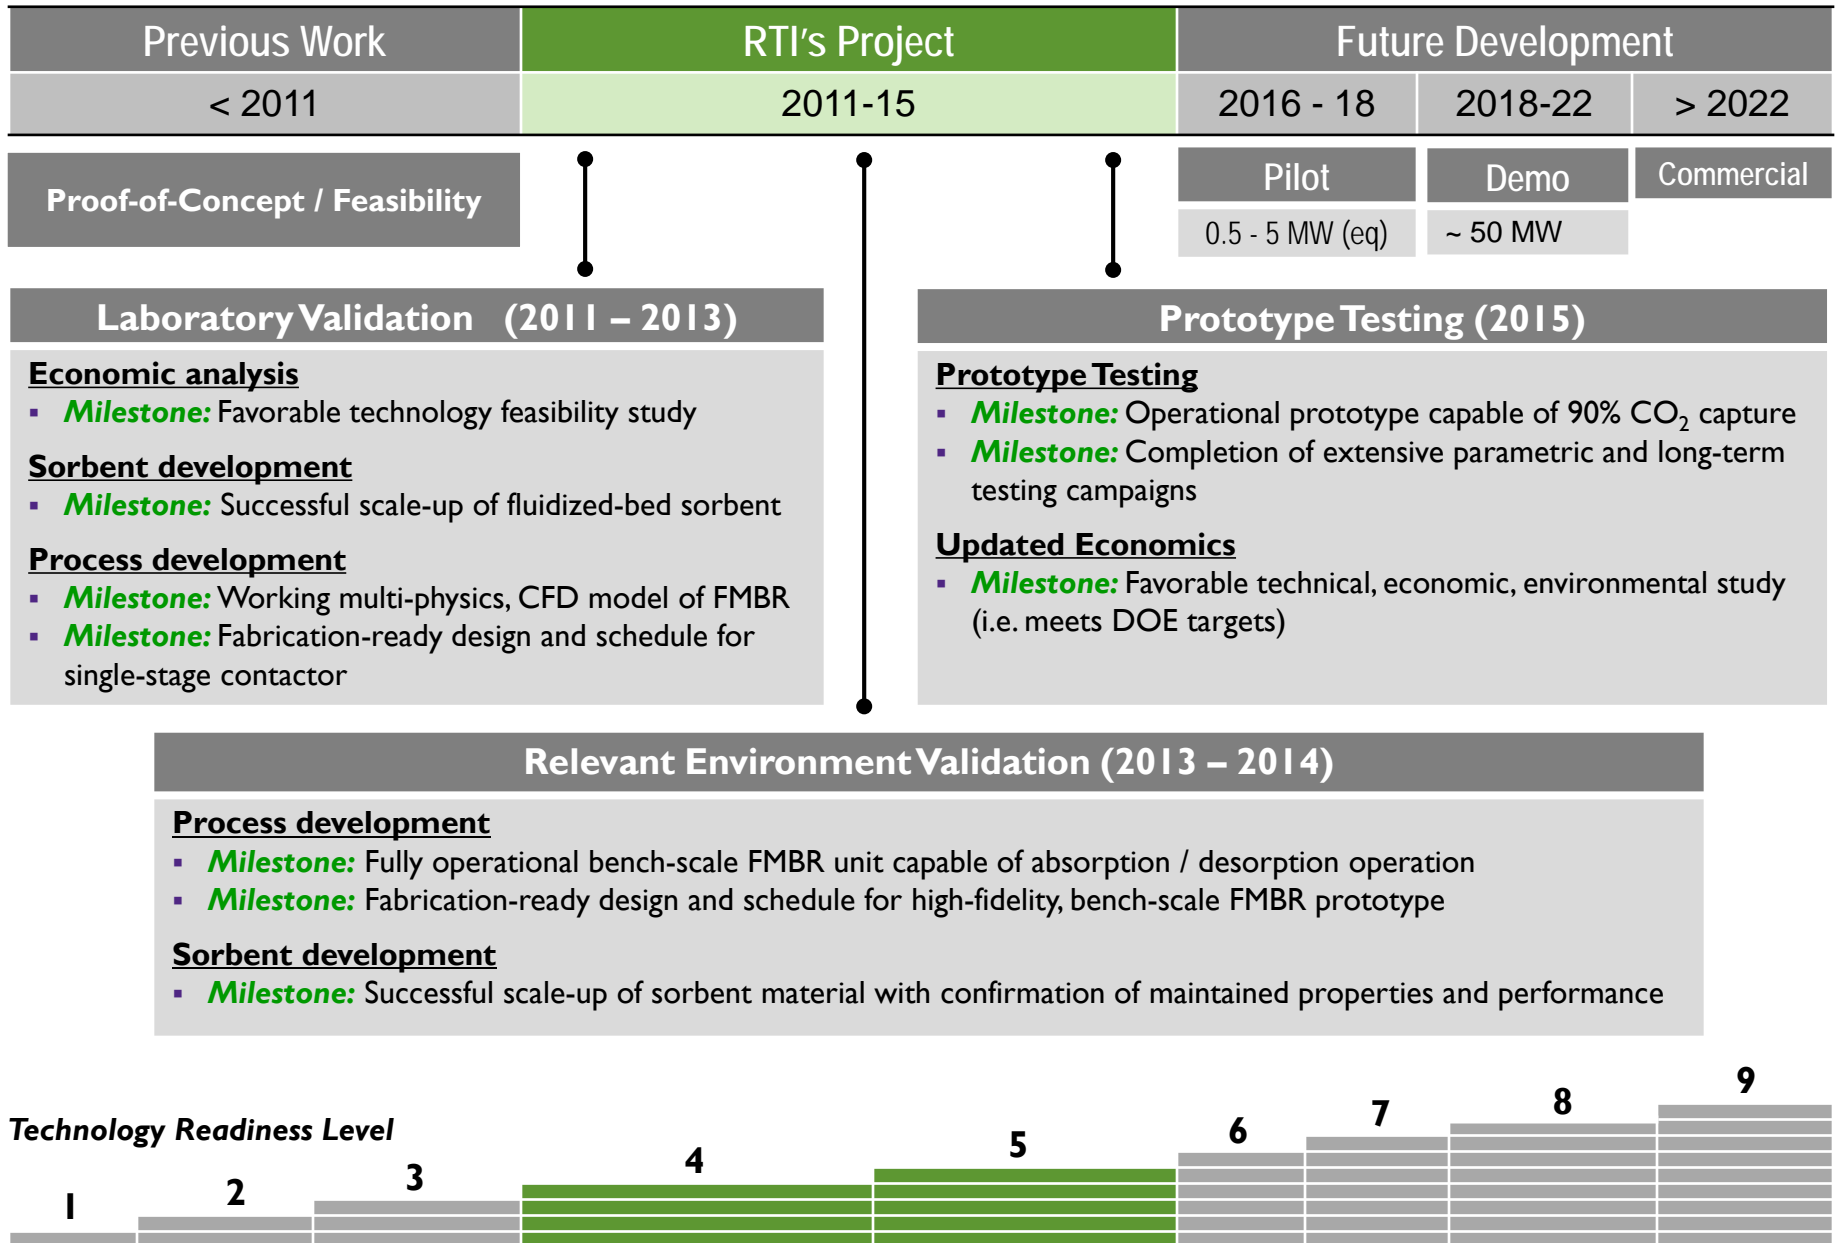 Previous Work
RTI's Project
Future Development
< 2011
2011-15
2016 - 18
2018-22
> 2022
Proof-of-Concept / Feasibility
Pilot
Demo
Commercial
0.5 - 5 MW (eq)
~ 50 MW
Laboratory Validation (2011 – 2013)
Economic analysis
▪ Milestone: Favorable technology feasibility study
Sorbent development
▪ Milestone: Successful scale-up of fluidized-bed sorbent
Process development
▪ Milestone: Working multi-physics, CFD model of FMBR
▪ Milestone: Fabrication-ready design and schedule for
single-stage contactor
Prototype Testing (2015)
Prototype Testing
▪ Milestone: Operational prototype capable of 90% CO₂ capture
▪ Milestone: Completion of extensive parametric and long-term
testing campaigns
Updated Economics
▪ Milestone: Favorable technical, economic, environmental study
(i.e. meets DOE targets)
Relevant Environment Validation (2013 – 2014)
Process development
▪ Milestone: Fully operational bench-scale FMBR unit capable of absorption / desorption operation
▪ Milestone: Fabrication-ready design and schedule for high-fidelity, bench-scale FMBR prototype
Sorbent development
▪ Milestone: Successful scale-up of sorbent material with confirmation of maintained properties and performance
Technology Readiness Level
1
2
3
4
5
6
7
8
9